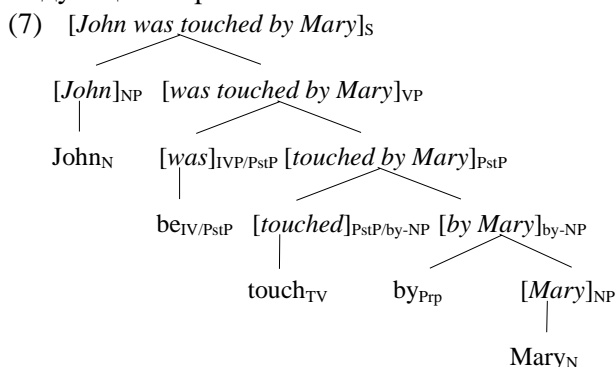 (7) [John was touched by Mary]S
[John]NP [was touched by Mary]VP
JohnN [was]IVP/PstP [touched by Mary]PstP
beIV/PstP [touched]PstP/by-NP [by Mary]by-NP
touchTV byPrp [Mary]NP
MaryN